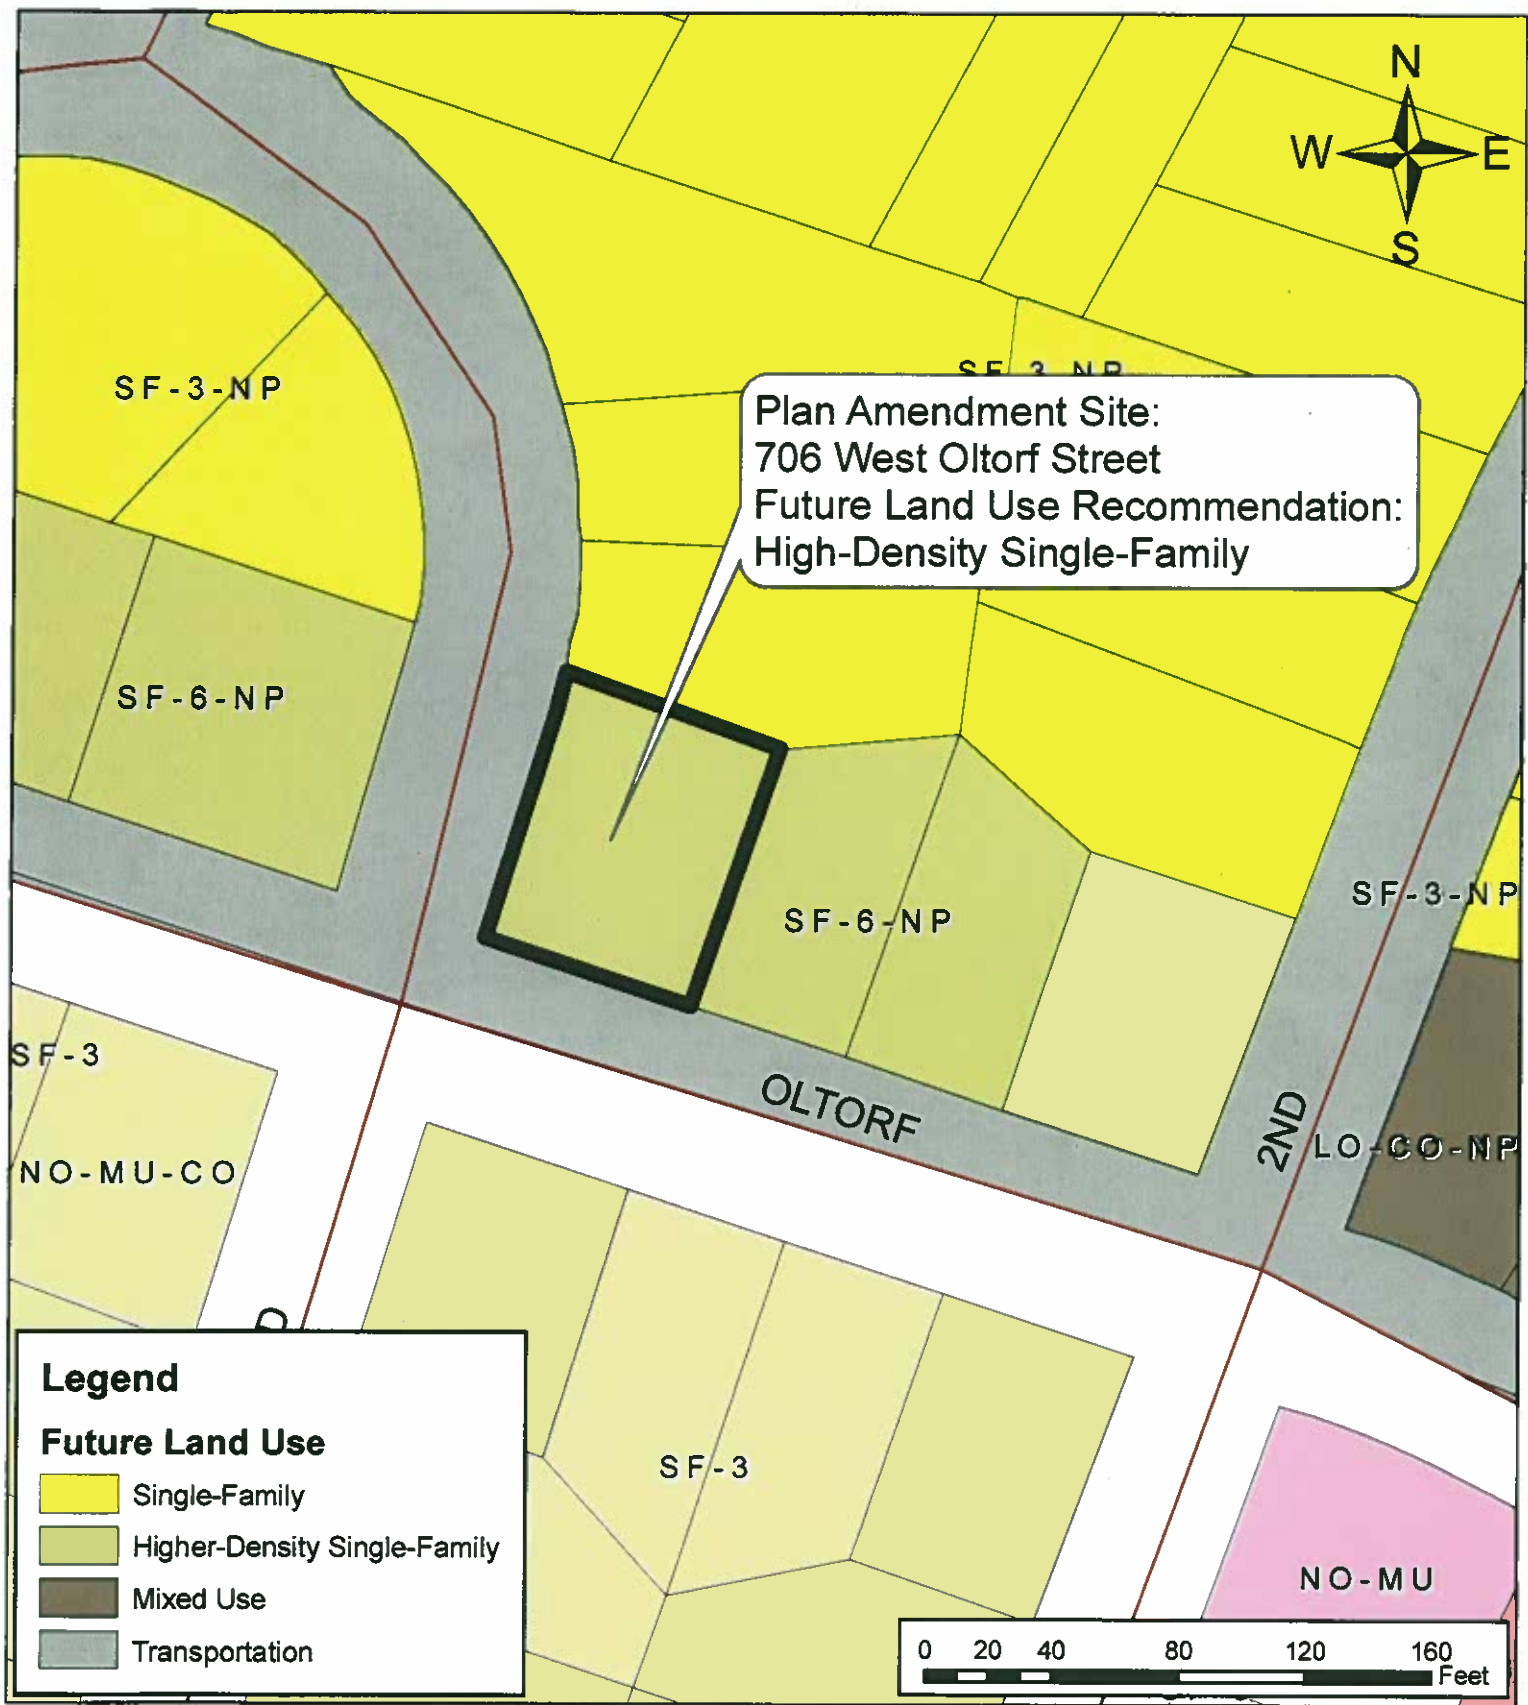 N
W E
S
SF-3-NP
SF-3-NP
Plan Amendment Site:
706 West Oltorf Street
Future Land Use Recommendation:
High-Density Single-Family
SF-6-NP
SF-3-NP
SF-6-NP
SF-3
OLTORF
2ND
LO-CO-NP
NO-MU-CO
D
Legend
Future Land Use
Single-Family
Higher-Density Single-Family
Mixed Use
Transportation
SF-3
NO-MU
0 20 40 80 120 160
Feet